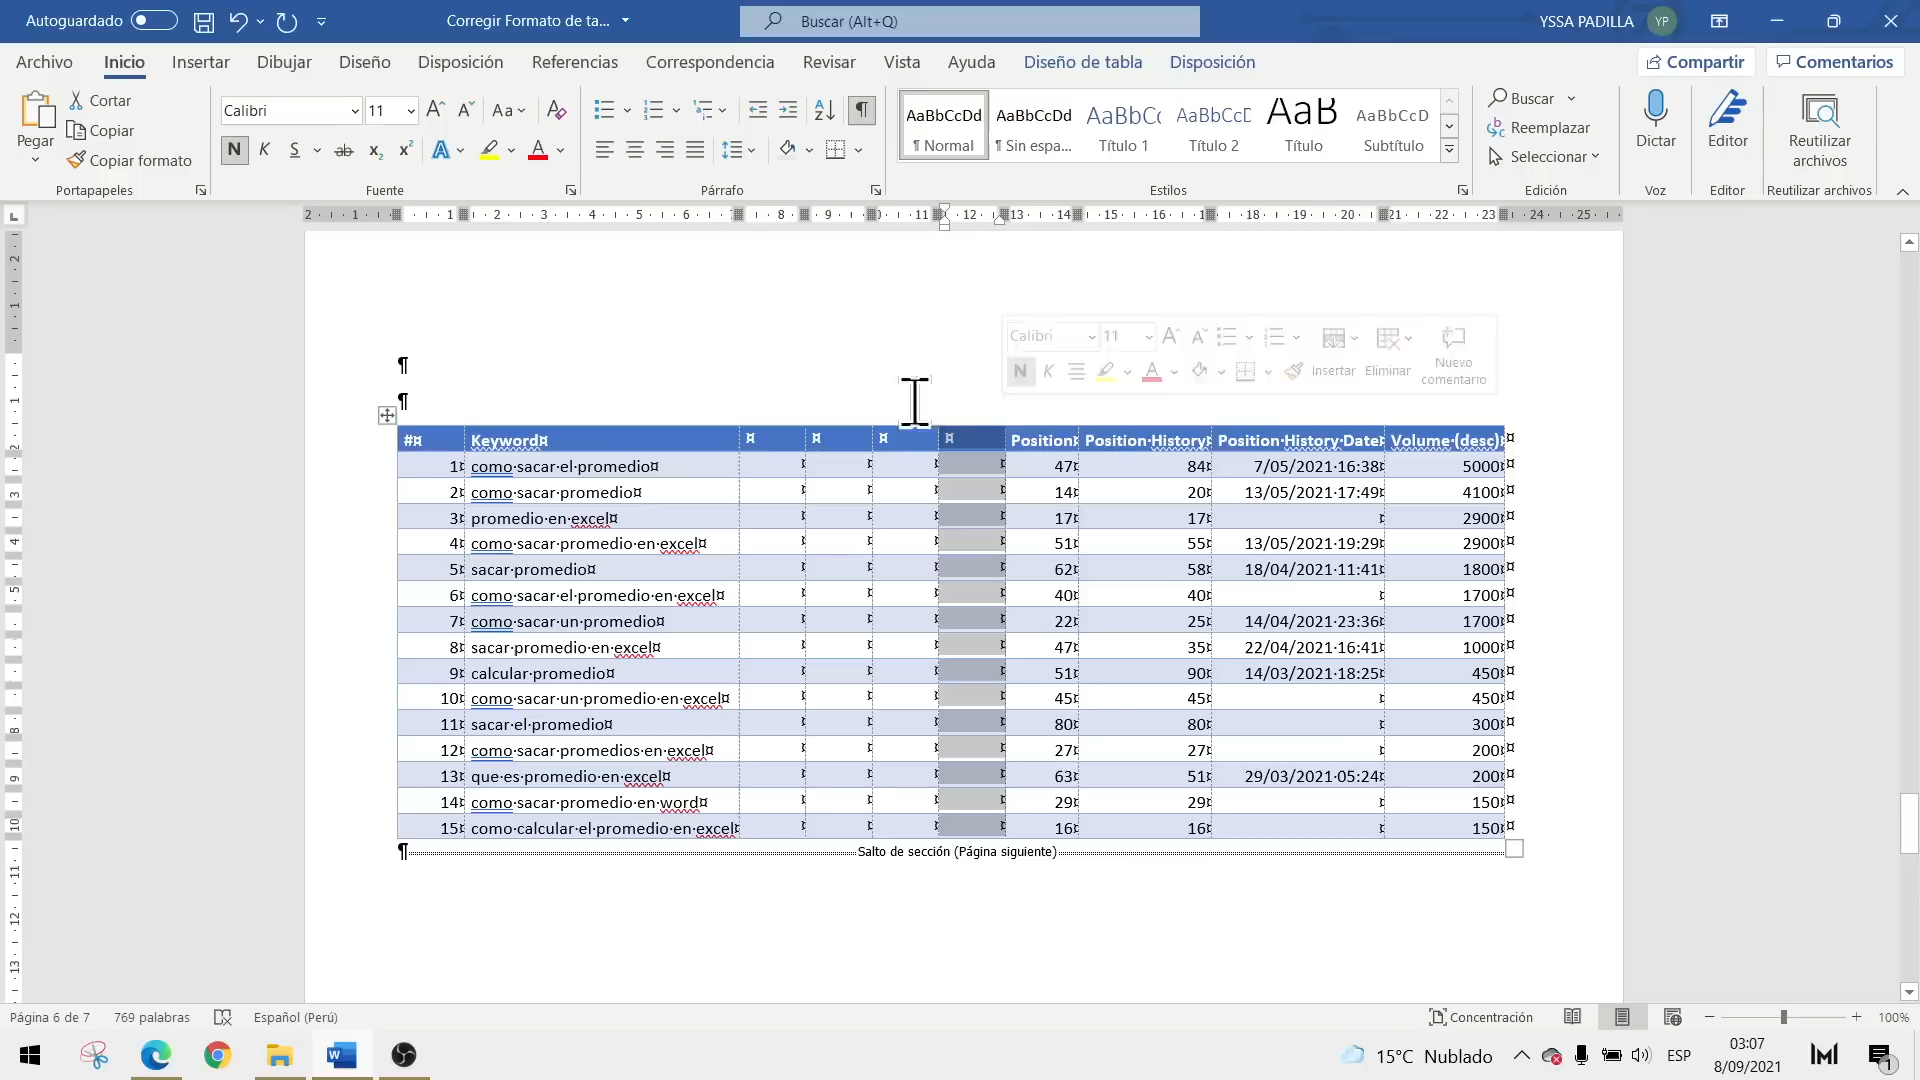 Autoguardado
Corregir Formato de ta...
Buscar (Alt+Q)
YSSA PADILLA
YP
Archivo
Inicio
Insertar
Dibujar
Diseño
Disposición
Referencias
Correspondencia
Revisar
Vista
Ayuda
Diseño de tabla
Disposición
Compartir
Comentarios
Pegar
Cortar
Copiar
Copiar formato
Portapapeles
Calibri
11
Fuente
Párrafo
AaBbCcDd
¶ Normal
AaBbCcDd
¶ Sin espa...
AaBbCc
Título 1
AaBbCcD
Título 2
AaB
Título
AaBbCcD
Subtítulo
Estilos
Buscar
Reemplazar
Seleccionar
Edición
Dictar
Voz
Editor
Editor
Reutilizar
archivos
Reutilizar archivos
Calibri
11
N K
Insertar
Eliminar
Nuevo
comentario
¶
¶
#¤ Keyword¤ ¤ ¤ ¤ ¤ Position¤ Position·History¤ Position·History·Date¤ Volume·(desc)¤ ¤
1¤ como·sacar·el·promedio¤ ¤ ¤ ¤ ¤ 47¤ 84¤ 7/05/2021·16:38¤ 5000¤ ¤
2¤ como·sacar·promedio¤ ¤ ¤ ¤ ¤ 14¤ 20¤ 13/05/2021·17:49¤ 4100¤ ¤
3¤ promedio·en·excel¤ ¤ ¤ ¤ ¤ 17¤ 17¤ ¤ 2900¤ ¤
4¤ como·sacar·promedio·en·excel¤ ¤ ¤ ¤ ¤ 51¤ 55¤ 13/05/2021·19:29¤ 2900¤ ¤
5¤ sacar·promedio¤ ¤ ¤ ¤ ¤ 62¤ 58¤ 18/04/2021·11:41¤ 1800¤ ¤
6¤ como·sacar·el·promedio·en·excel¤ ¤ ¤ ¤ ¤ 40¤ 40¤ ¤ 1700¤ ¤
7¤ como·sacar·un·promedio¤ ¤ ¤ ¤ ¤ 22¤ 25¤ 14/04/2021·23:36¤ 1700¤ ¤
8¤ sacar·promedio·en·excel¤ ¤ ¤ ¤ ¤ 47¤ 35¤ 22/04/2021·16:41¤ 1000¤ ¤
9¤ calcular·promedio¤ ¤ ¤ ¤ ¤ 51¤ 90¤ 14/03/2021·18:25¤ 450¤ ¤
10¤ como·sacar·un·promedio·en·excel¤ ¤ ¤ ¤ ¤ 45¤ 45¤ ¤ 450¤ ¤
11¤ sacar·el·promedio¤ ¤ ¤ ¤ ¤ 80¤ 80¤ ¤ 300¤ ¤
12¤ como·sacar·promedios·en·excel¤ ¤ ¤ ¤ ¤ 27¤ 27¤ ¤ 200¤ ¤
13¤ que·es·promedio·en·excel¤ ¤ ¤ ¤ ¤ 63¤ 51¤ 29/03/2021·05:24¤ 200¤ ¤
14¤ como·sacar·promedio·en·word¤ ¤ ¤ ¤ ¤ 29¤ 29¤ ¤ 150¤ ¤
15¤ como·calcular·el·promedio·en·excel¤ ¤ ¤ ¤ ¤ 16¤ 16¤ ¤ 150¤ ¤
¶ Salto de sección (Página siguiente)
Página 6 de 7
769 palabras
Español (Perú)
Concentración
100%
15°C Nublado
ESP
03:07
8/09/2021
1